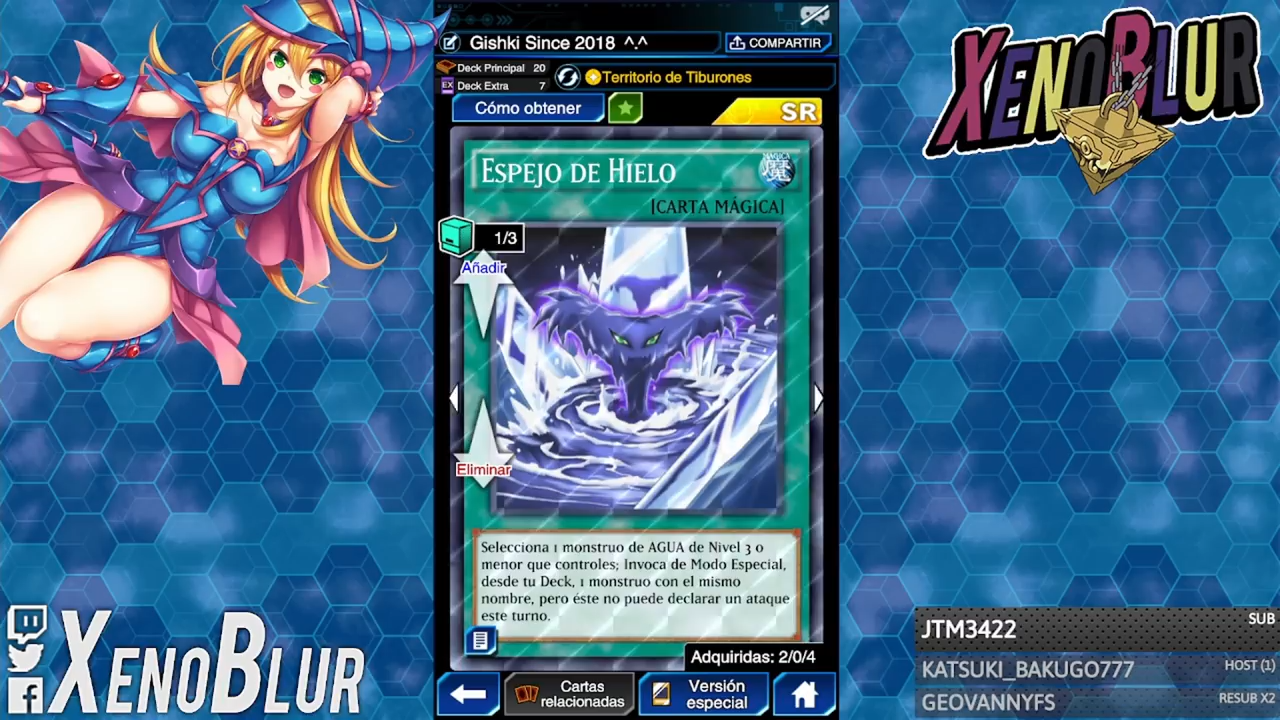 Gishki Since 2018 ^.^
COMPARTIR
Deck Principal 20
EX Deck Extra 7
Territorio de Tiburones
Cómo obtener
SR
ESPEJO DE HIELO
[CARTA MÁGICA]
1/3
Añadir
Eliminar
Selecciona 1 monstruo de AGUA de Nivel 3 o
menor que controles; Invoca de Modo Especial,
desde tu Deck, 1 monstruo con el mismo
nombre, pero éste no puede declarar un ataque
este turno.
Adquiridas: 2/0/4
Cartas
relacionadas
Versión
especial
XENOBLUR
XENOBLUR
JTM3422 SUB
KATSUKI_BAKUGO777 HOST (1)
GEOVANNYFS RESUB X2